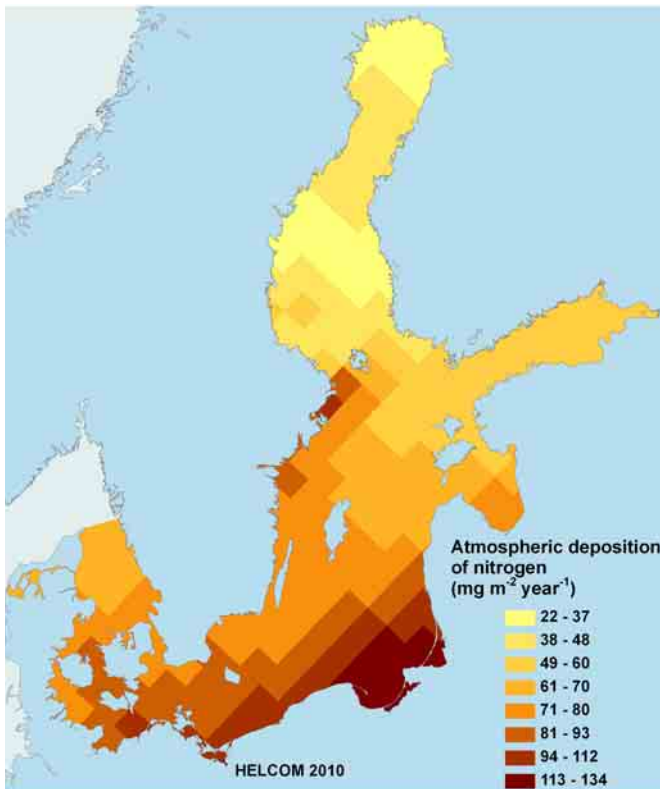 Atmospheric deposition
of nitrogen
(mg m⁻² year⁻¹)
22 - 37
38 - 48
49 - 60
61 - 70
71 - 80
81 - 93
94 - 112
113 - 134
HELCOM 2010